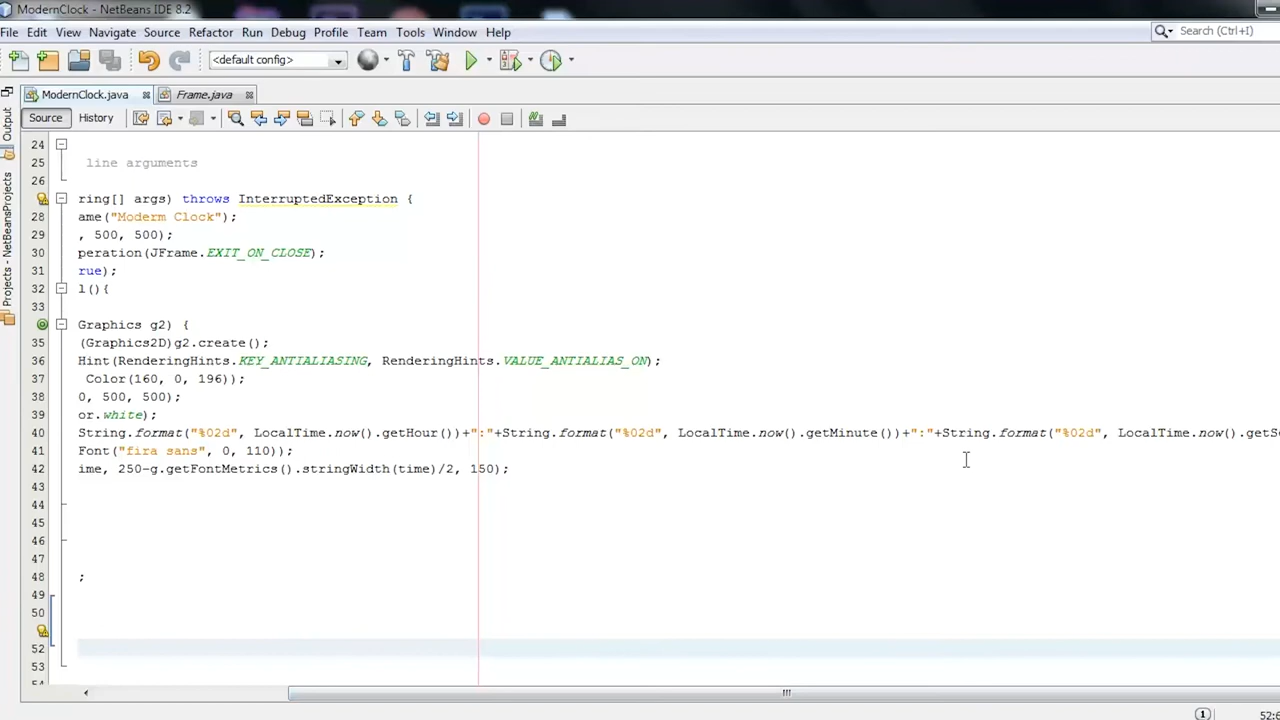 ModernClock - NetBeans IDE 8.2
File Edit View Navigate Source Refactor Run Debug Profile Team Tools Window Help
Search (Ctrl+I)
<default config>
ModernClock.java Frame.java
Source History
Output
Projects - NetBeansProjects
24
25 line arguments
26
ring[] args) throws InterruptedException {
28 ame("Moderm Clock");
29 , 500, 500);
30 peration(JFrame.EXIT_ON_CLOSE);
31 rue);
32 l(){
33
Graphics g2) {
35 (Graphics2D)g2.create();
36 Hint(RenderingHints.KEY_ANTIALIASING, RenderingHints.VALUE_ANTIALIAS_ON);
37 Color(160, 0, 196));
38 0, 500, 500);
39 or.white);
40 String.format("%02d", LocalTime.now().getHour())+":"+String.format("%02d", LocalTime.now().getMinute())+":"+String.format("%02d", LocalTime.now().getS
41 Font("fira sans", 0, 110));
42 ime, 250-g.getFontMetrics().stringWidth(time)/2, 150);
43
44
45
46
47
48 ;
49
50
52
53
1 52:6